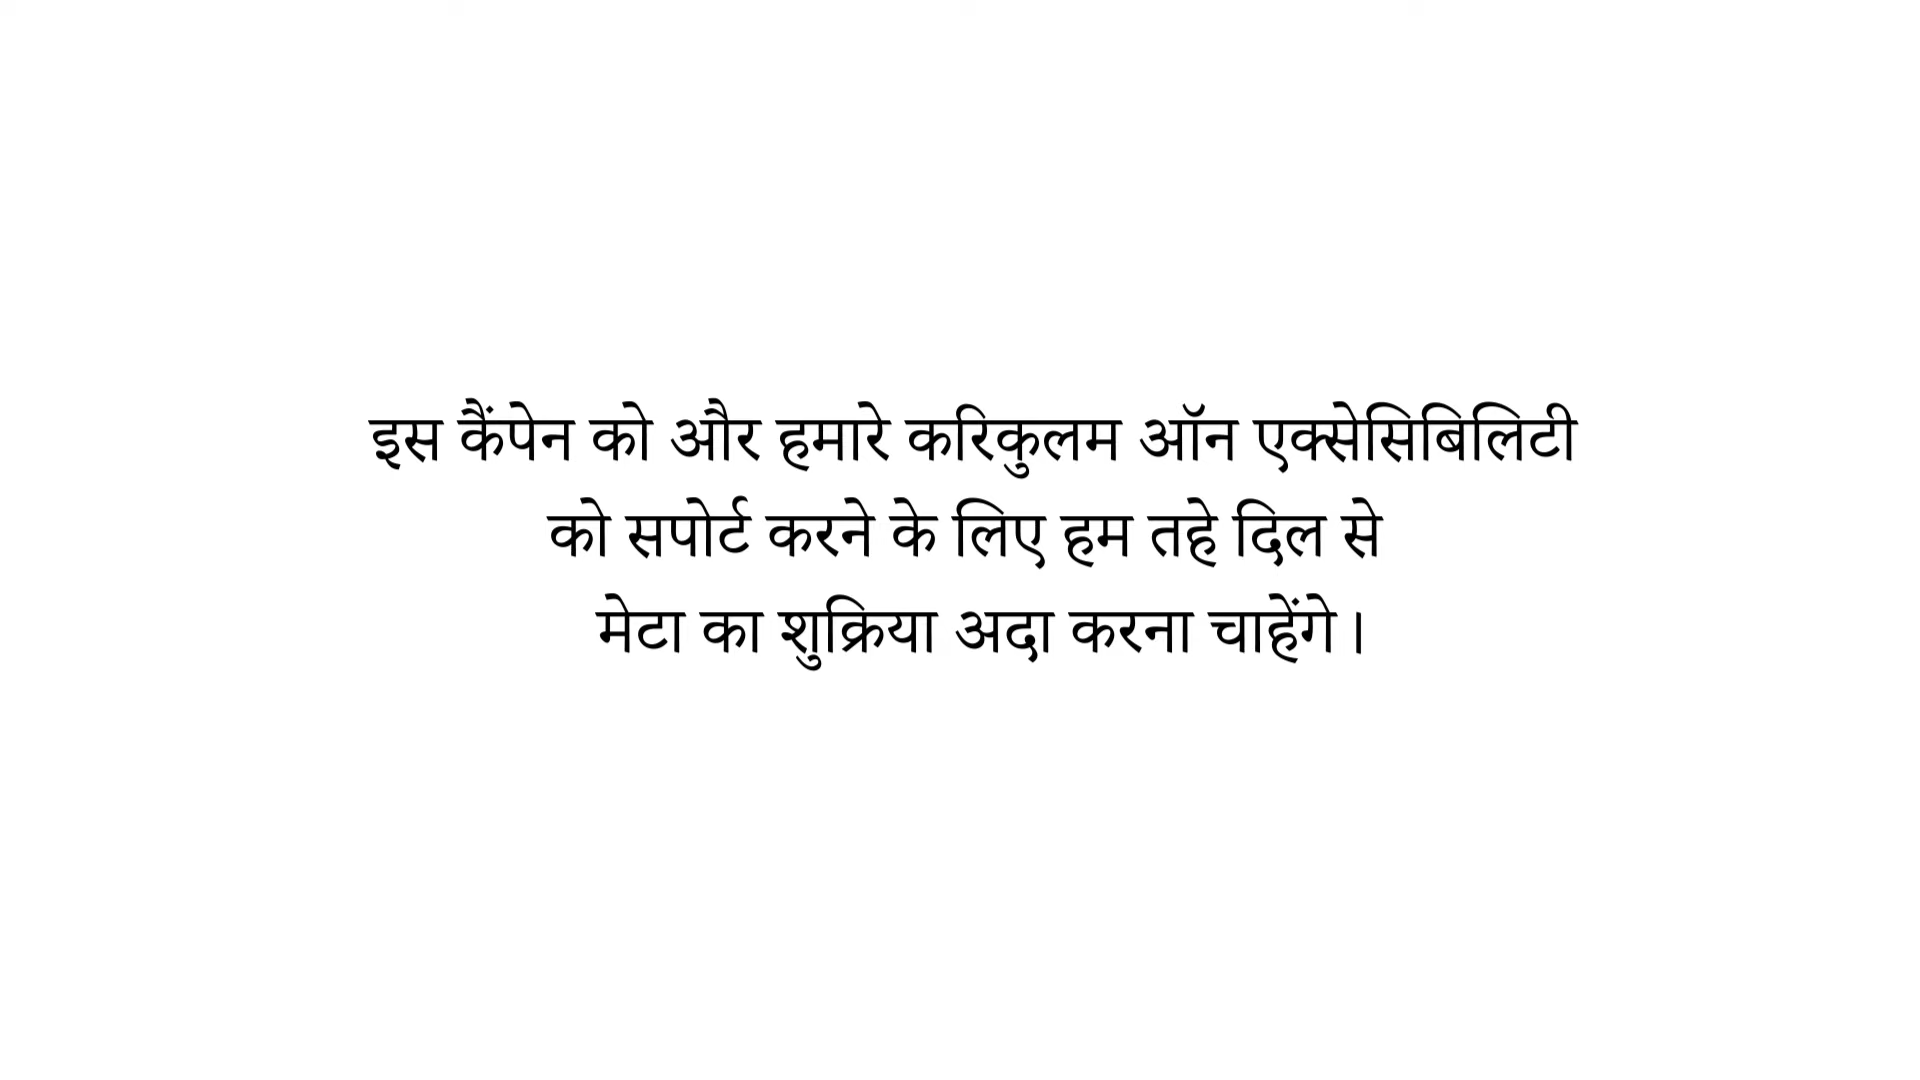 इस कैंपेन को और हमारे करिकुलम ऑन एक्सेसिबिलिटी
को सपोर्ट करने के लिए हम तहे दिल से
मेटा का शुक्रिया अदा करना चाहेंगे।